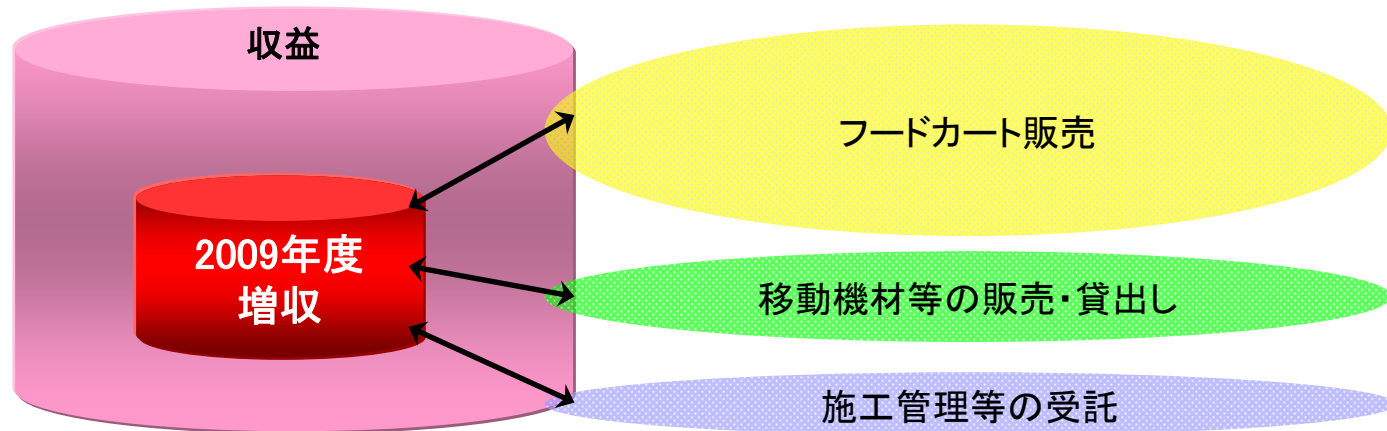 収益
フードカート販売
2009年度
増収
移動機材等の販売・貸出し
施工管理等の受託